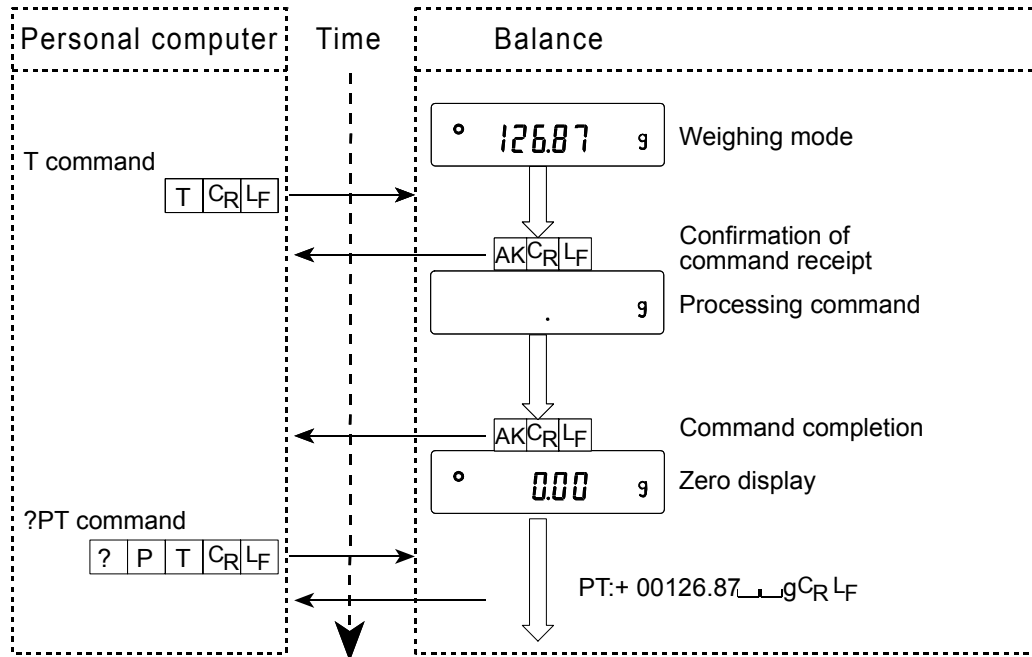 Personal computer Time Balance
126.87 g Weighing mode
T command
T CR LF
AK CR LF Confirmation of
command receipt
. g Processing command
AK CR LF Command completion
0.00 g Zero display
?PT command
? P T CR LF
PT:+ 00126.87␣␣gCR LF